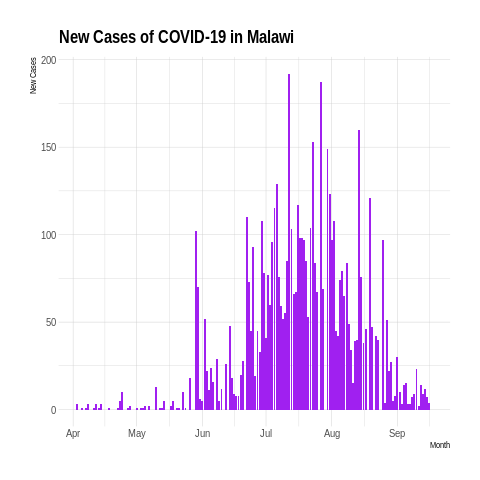 New Cases of COVID-19 in Malawi
New Cases
200
150
100
50
0
Apr May Jun Jul Aug Sep
Month